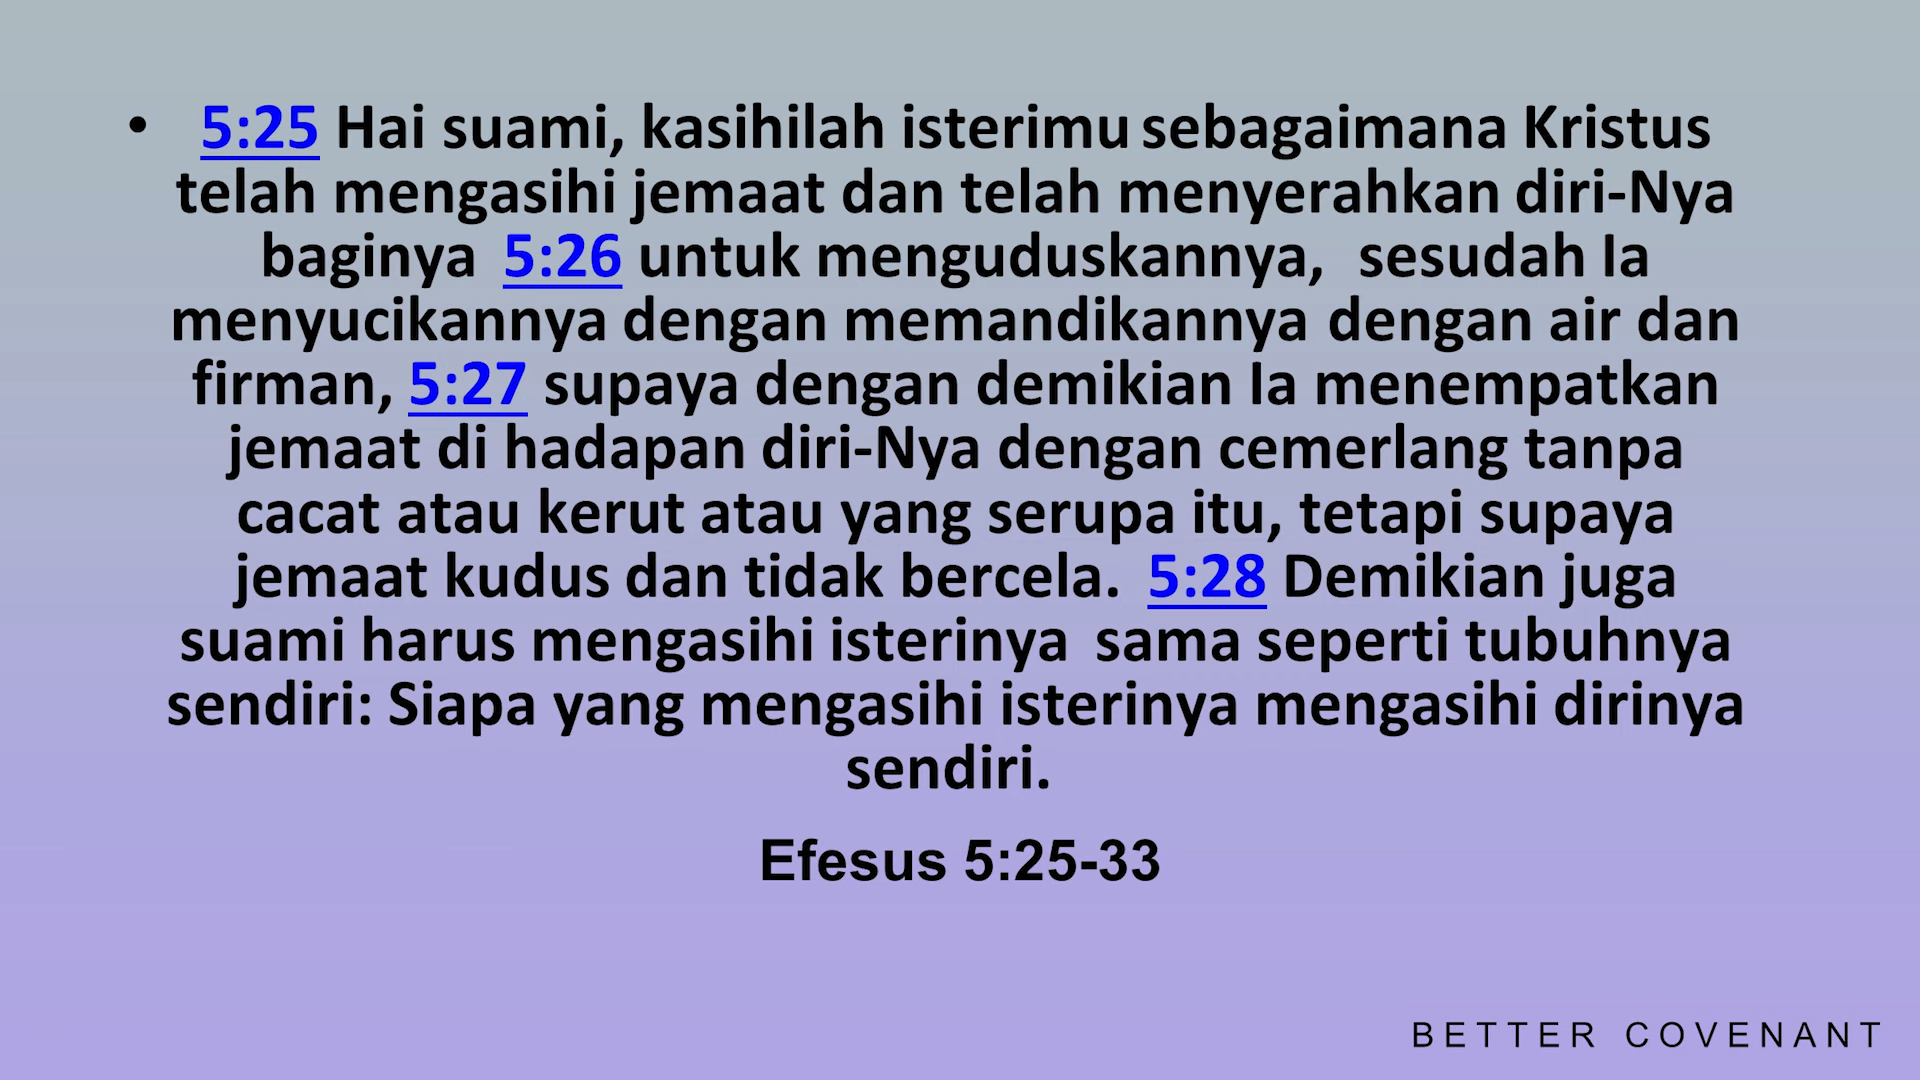 • 5:25 Hai suami, kasihilah isterimu sebagaimana Kristus
telah mengasihi jemaat dan telah menyerahkan diri-Nya
baginya 5:26 untuk menguduskannya, sesudah Ia
menyucikannya dengan memandikannya dengan air dan
firman, 5:27 supaya dengan demikian Ia menempatkan
jemaat di hadapan diri-Nya dengan cemerlang tanpa
cacat atau kerut atau yang serupa itu, tetapi supaya
jemaat kudus dan tidak bercela. 5:28 Demikian juga
suami harus mengasihi isterinya sama seperti tubuhnya
sendiri: Siapa yang mengasihi isterinya mengasihi dirinya
sendiri.
Efesus 5:25-33
BETTER COVENANT